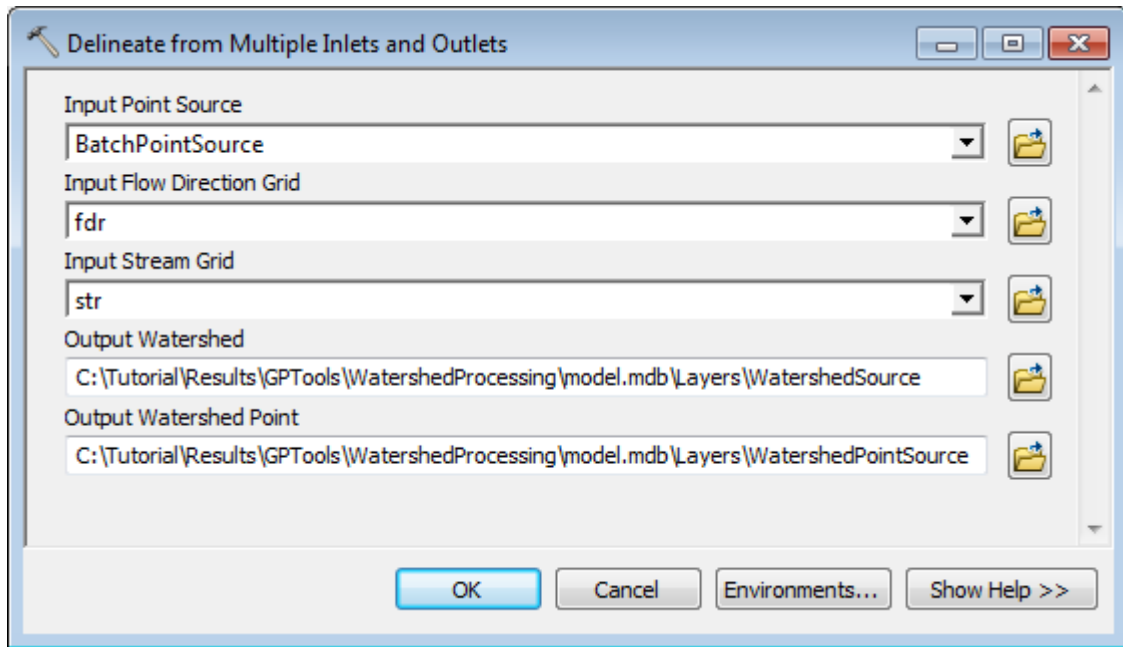 Delineate from Multiple Inlets and Outlets
Input Point Source
BatchPointSource
Input Flow Direction Grid
fdr
Input Stream Grid
str
Output Watershed
C:\Tutorial\Results\GPTools\WatershedProcessing\model.mdb\Layers\WatershedSource
Output Watershed Point
C:\Tutorial\Results\GPTools\WatershedProcessing\model.mdb\Layers\WatershedPointSource
OK Cancel Environments... Show Help >>